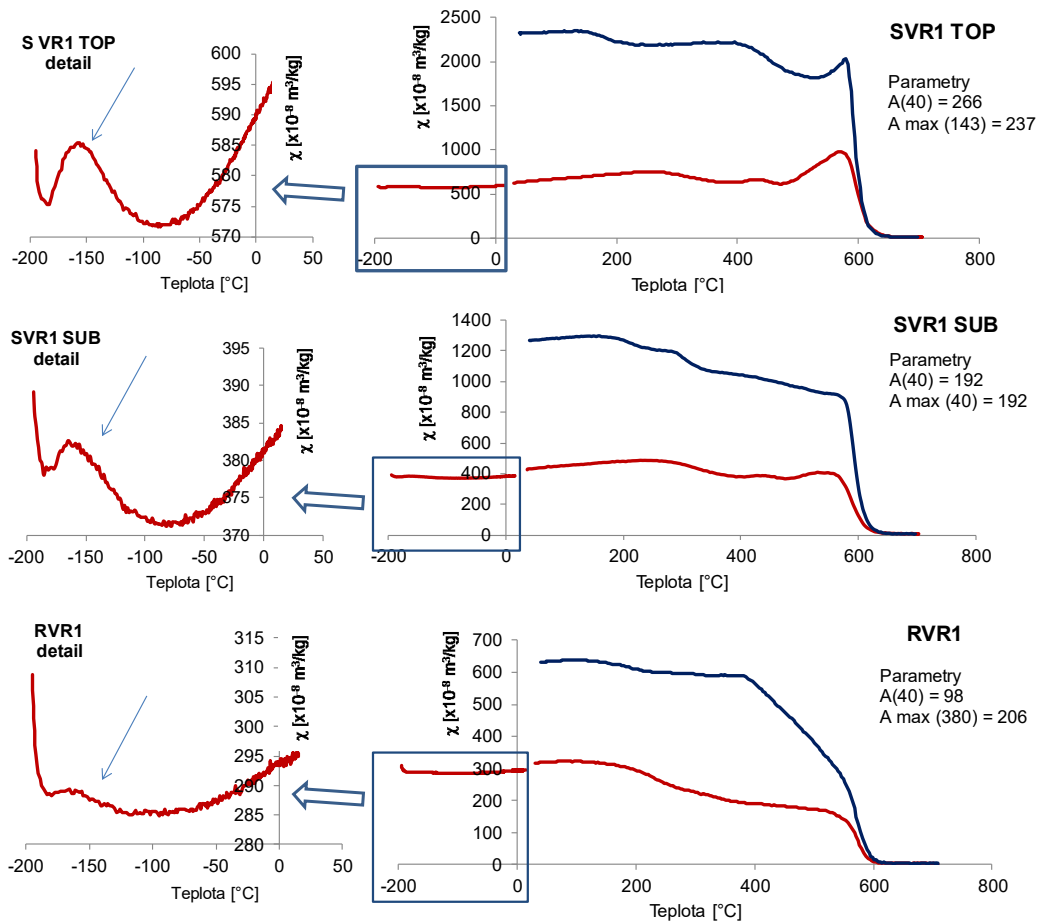 S VR1 TOP
detail
χ [x10⁻⁸ m³/kg]
600
595
590
585
580
575
570
-200
-150
-100
-50
0
50
Teplota [°C]
χ [x10⁻⁸ m³/kg]
2500
2000
1500
1000
500
0
-200
0
200
400
600
800
Teplota [°C]
SVR1 TOP
Parametry
A(40) = 266
A max (143) = 237
SVR1 SUB
detail
χ [x10⁻⁸ m³/kg]
395
390
385
380
375
370
-200
-150
-100
-50
0
50
Teplota [°C]
χ [x10⁻⁸ m³/kg]
1400
1200
1000
800
600
400
200
0
-200
0
200
400
600
800
Teplota [°C]
SVR1 SUB
Parametry
A(40) = 192
A max (40) = 192
RVR1
detail
χ [x10⁻⁸ m³/kg]
315
310
305
300
295
290
285
280
-200
-150
-100
-50
0
50
Teplota [°C]
χ [x10⁻⁸ m³/kg]
700
600
500
400
300
200
100
0
-200
0
200
400
600
800
Teplota [°C]
RVR1
Parametry
A(40) = 98
A max (380) = 206